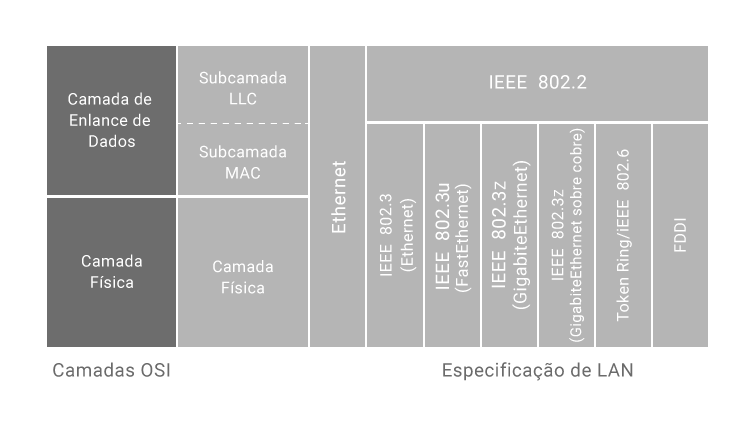 Camada de
Enlance de
Dados
Subcamada
LLC
Subcamada
MAC
Camada
Física
Camada
Física
Ethernet
IEEE 802.2
IEEE 802.3
(Ethernet)
IEEE 802.3u
(FastEthernet)
IEEE 802.3z
(GigabiteEthernet)
IEEE 802.3z
(GigabiteEthernet sobre cobre)
Token Ring/iEEE 802.6
FDDI
Camadas OSI
Especificação de LAN